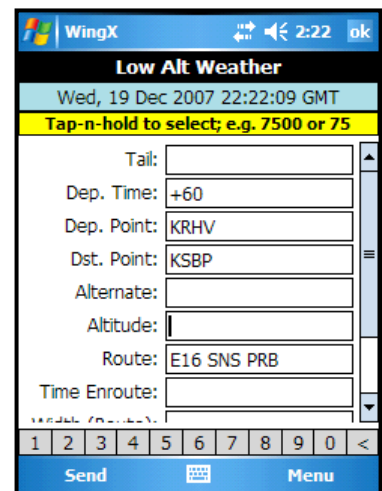 WingX 2:22 ok
Low Alt Weather
Wed, 19 Dec 2007 22:22:09 GMT
Tap-n-hold to select; e.g. 7500 or 75
Tail:
Dep. Time: +60
Dep. Point: KRHV
Dst. Point: KSBP
Alternate:
Altitude:
Route: E16 SNS PRB
Time Enroute:
Width (Route):
1 2 3 4 5 6 7 8 9 0 <
Send Menu